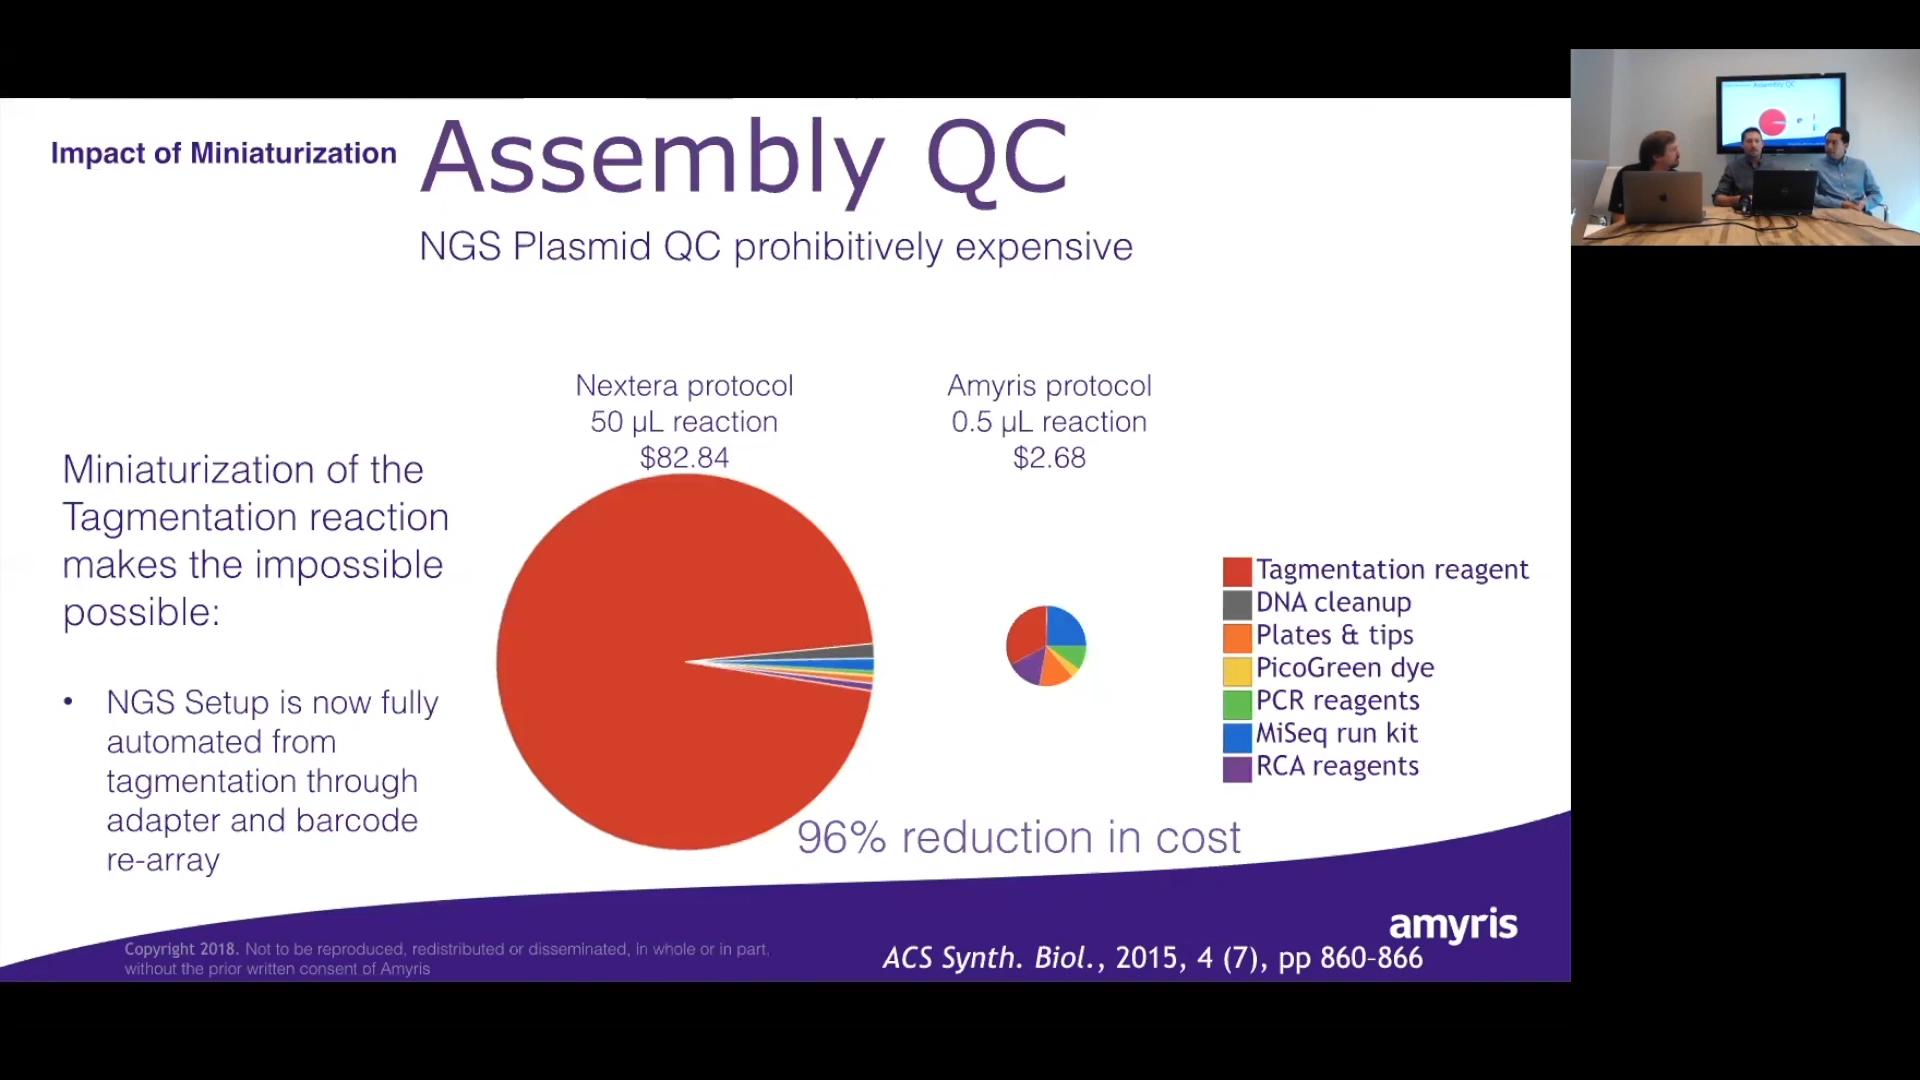 Impact of Miniaturization
Assembly QC
NGS Plasmid QC prohibitively expensive
Nextera protocol
50 µL reaction
$82.84
Amyris protocol
0.5 µL reaction
$2.68
Miniaturization of the
Tagmentation reaction
makes the impossible
possible:
• NGS Setup is now fully
automated from
tagmentation through
adapter and barcode
re-array
Tagmentation reagent
DNA cleanup
Plates & tips
PicoGreen dye
PCR reagents
MiSeq run kit
RCA reagents
96% reduction in cost
amyris
Copyright 2018. Not to be reproduced, redistributed or disseminated, in whole or in part,
without the prior written consent of Amyris
ACS Synth. Biol., 2015, 4 (7), pp 860–866
Assembly QC